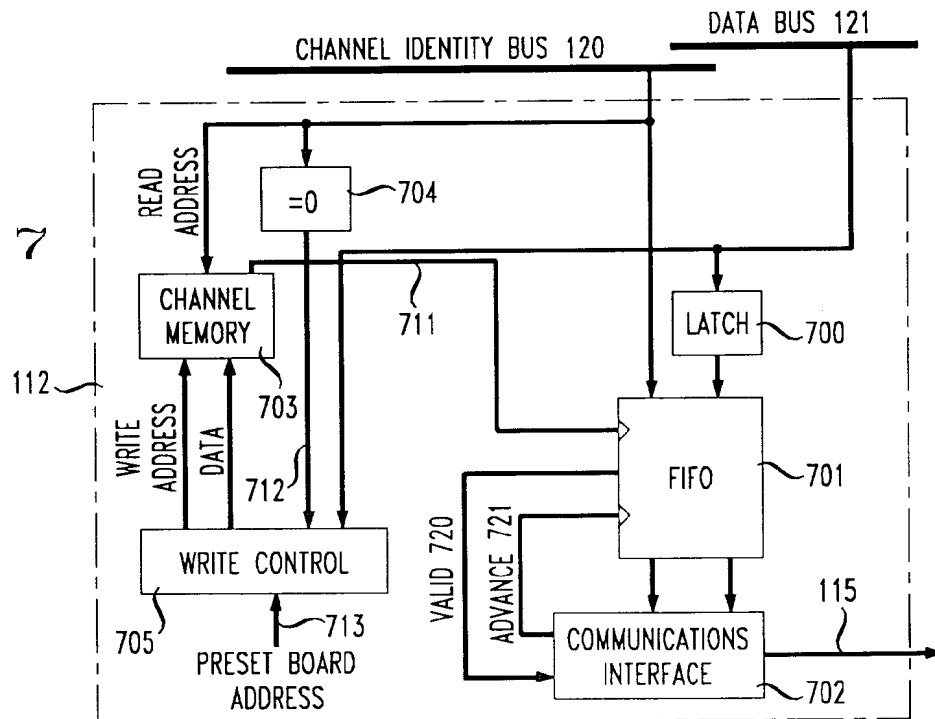 DATA BUS 121
CHANNEL IDENTITY BUS 120
READ ADDRESS
=0
704
7
CHANNEL
MEMORY
703
711
LATCH
700
112
WRITE
ADDRESS
DATA
712
FIFO
701
VALID 720
ADVANCE 721
WRITE CONTROL
705
713
PRESET BOARD
ADDRESS
COMMUNICATIONS
INTERFACE
702
115